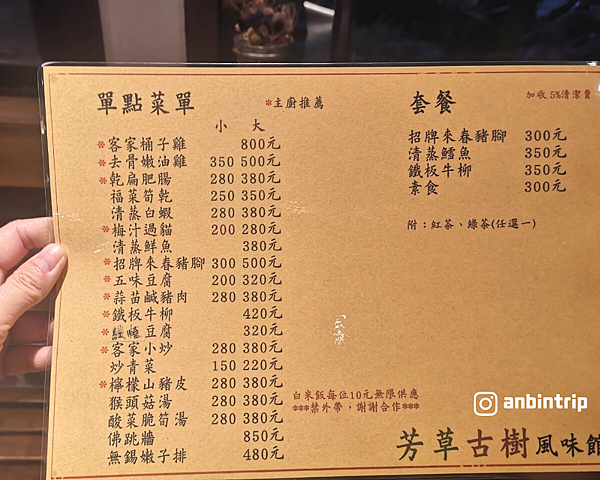 單點菜單
*主廚推薦
小 大
*客家桶子雞 800元
*去骨嫩油雞 350 500元
*乾扁肥腸 280 380元
福菜筍乾 250 350元
清蒸白蝦 280 380元
*梅汁過貓 200 280元
清蒸鮮魚 380元
*招牌來春豬腳 300 500元
*五味豆腐 200 320元
*蒜苗鹹豬肉 280 380元
*鐵板牛柳 420元
*紅燒豆腐 320元
*客家小炒 280 380元
炒青菜 150 220元
*檸檬山豬皮 280 380元
猴頭菇湯 280 380元
酸菜脆筍湯 280 380元
佛跳牆 850元
無錫嫩子排 480元
套餐
加收 5%清潔費
招牌來春豬腳 300元
清蒸鱈魚 350元
鐵板牛柳 350元
素食 300元
附：紅茶、綠茶(任選一)
白米飯每位10元無限供應
***禁外帶，謝謝合作***
anbintrip
芳草古樹風味館